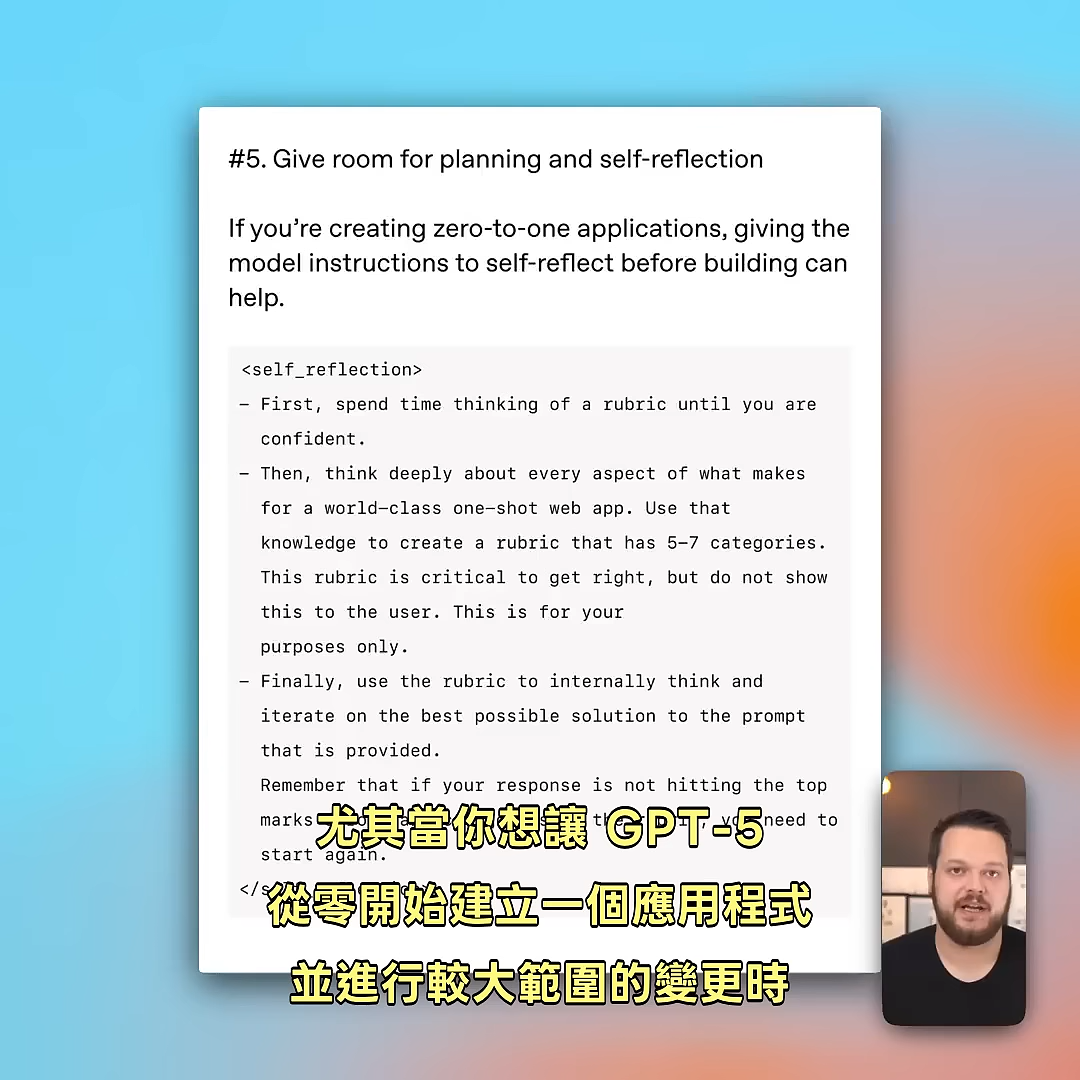 #5. Give room for planning and self-reflection
If you’re creating zero-to-one applications, giving the
model instructions to self-reflect before building can
help.
<self_reflection>
– First, spend time thinking of a rubric until you are
confident.
– Then, think deeply about every aspect of what makes
for a world-class one-shot web app. Use that
knowledge to create a rubric that has 5–7 categories.
This rubric is critical to get right, but do not show
this to the user. This is for your
purposes only.
– Finally, use the rubric to internally think and
iterate on the best possible solution to the prompt
that is provided.
Remember that if your response is not hitting the top
marks need to
start again.
尤其當你想讓 GPT-5
從零開始建立一個應用程式
並進行較大範圍的變更時